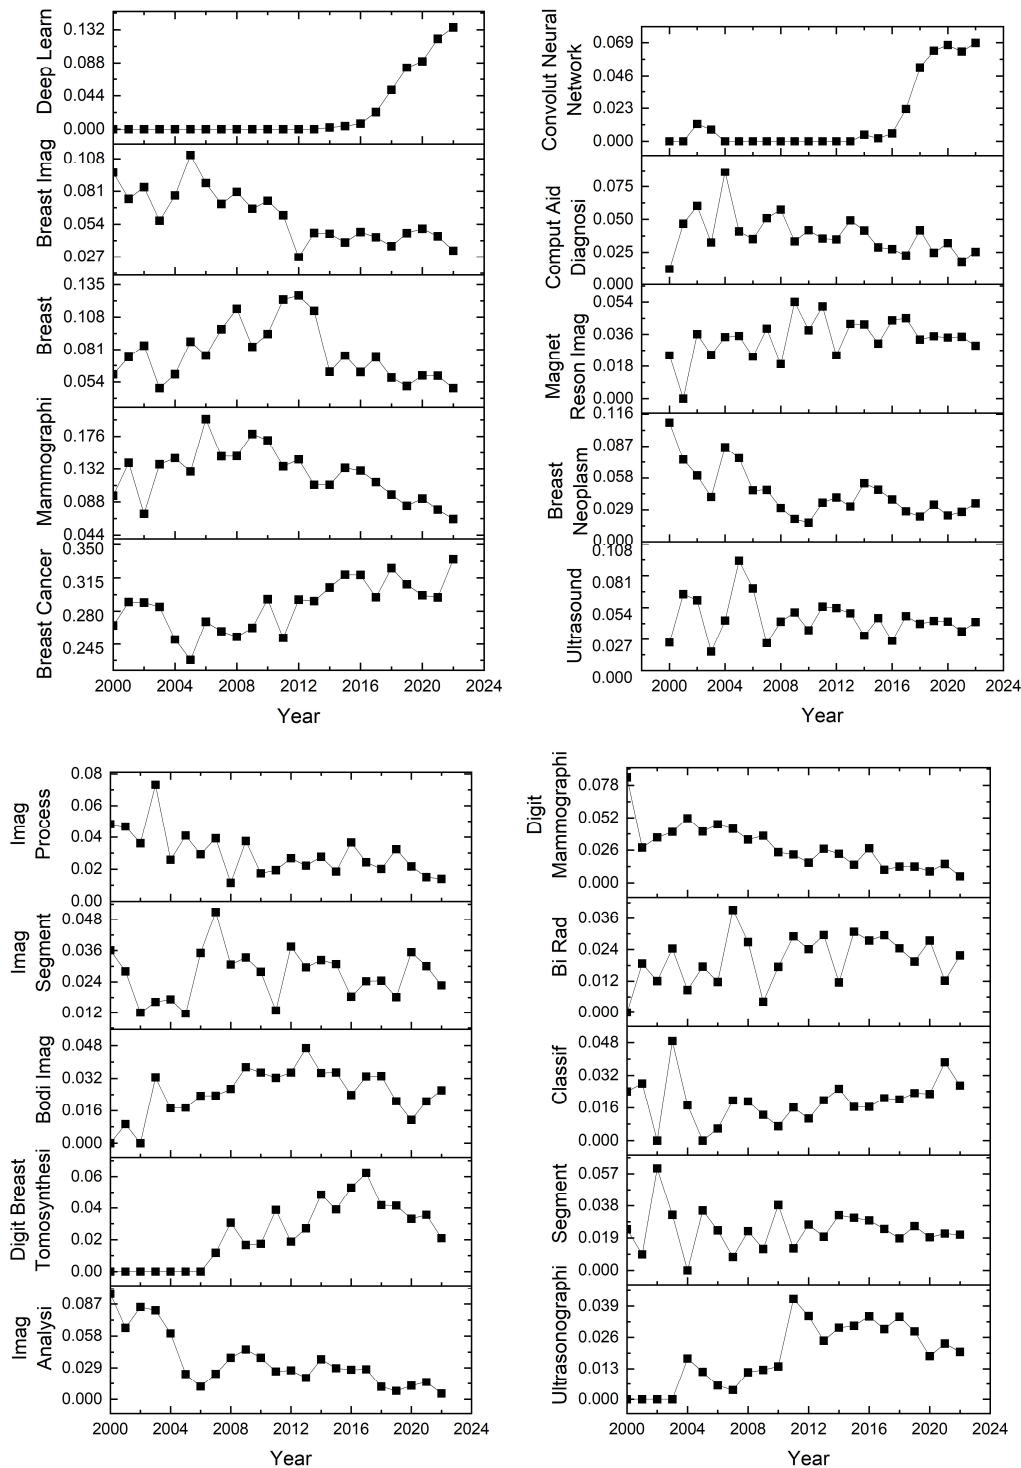 Deep Learn
0.132
0.088
0.044
0.000
Breast Imag
0.108
0.081
0.054
0.027
Breast
0.135
0.108
0.081
0.054
Mammographi
0.176
0.132
0.088
0.044
Breast Cancer
0.350
0.315
0.280
0.245
2000 2004 2008 2012 2016 2020 2024
Year
Convolut Neural
Network
0.069
0.046
0.023
0.000
Comput Aid
Diagnosi
0.075
0.050
0.025
0.000
Magnet
Reson Imag
0.054
0.036
0.018
0.000
Breast
Neoplasm
0.116
0.087
0.058
0.029
0.000
Ultrasound
0.108
0.081
0.054
0.027
0.000
2000 2004 2008 2012 2016 2020 2024
Year
Imag
Process
0.08
0.06
0.04
0.02
0.00
Imag
Segment
0.048
0.036
0.024
0.012
Bodi Imag
0.048
0.032
0.016
0.000
Digit Breast
Tomosynthesi
0.06
0.04
0.02
0.00
Imag
Analysi
0.087
0.058
0.029
0.000
2000 2004 2008 2012 2016 2020 2024
Year
Digit
Mammographi
0.078
0.052
0.026
0.000
Bi Rad
0.036
0.024
0.012
0.000
Classif
0.048
0.032
0.016
0.000
Segment
0.057
0.038
0.019
0.000
Ultrasonographi
0.039
0.026
0.013
0.000
2000 2004 2008 2012 2016 2020 2024
Year